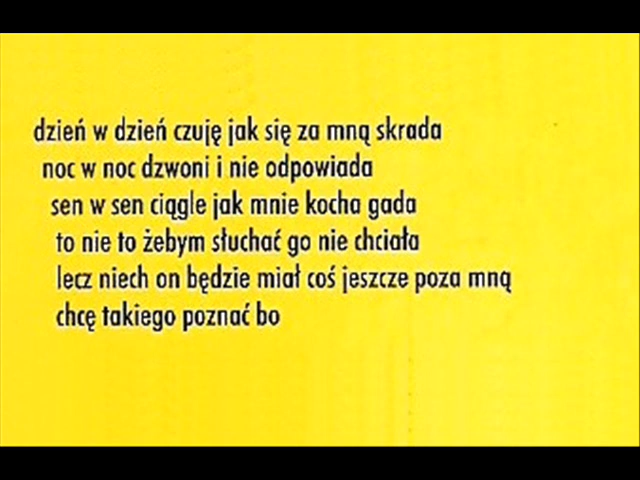 dzień w dzień czuję jak się za mną skrada
noc w noc dzwoni i nie odpowiada
sen w sen ciągle jak mnie kocha gada
to nie to żebym słuchać go nie chciała
lecz niech on będzie miał coś jeszcze poza mną
chcę takiego poznać bo